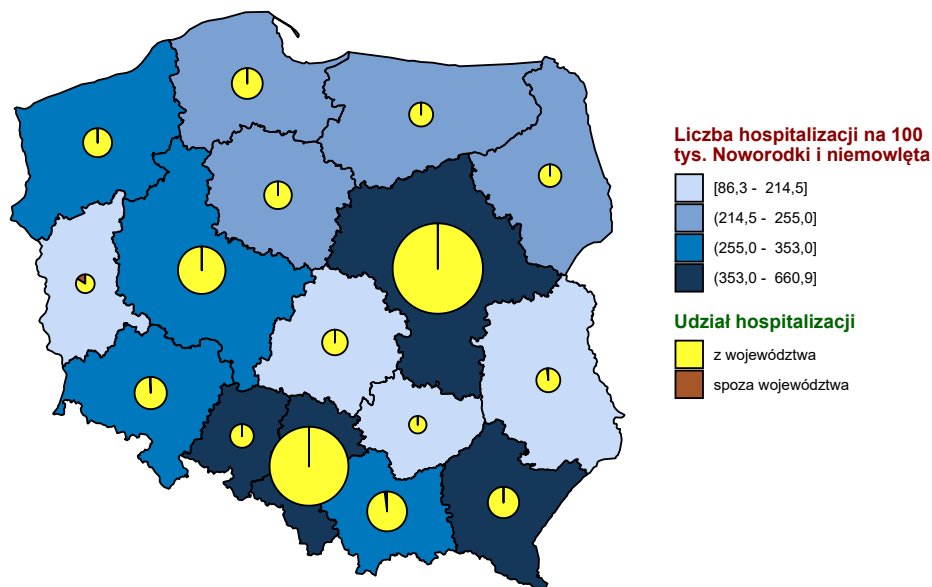 Liczba hospitalizacji na 100
tys. Noworodki i niemowlęta
[86,3 - 214,5]
(214,5 - 255,0]
(255,0 - 353,0]
(353,0 - 660,9]
Udział hospitalizacji
z województwa
spoza województwa